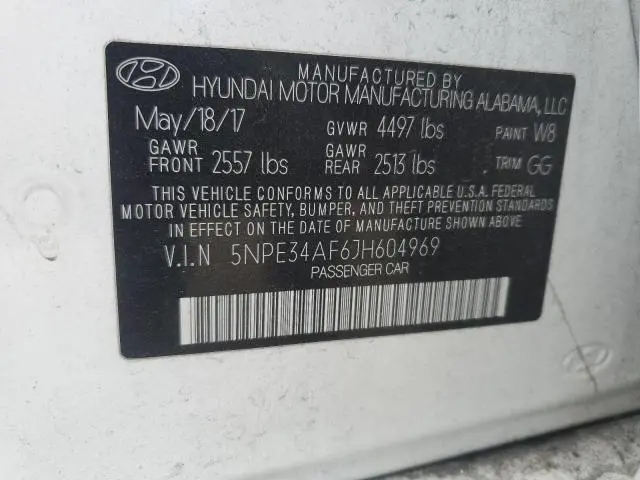 MANUFACTURED BY
HYUNDAI MOTOR MANUFACTURING ALABAMA, LLC
May/18/17 GVWR 4497 lbs PAINT W8
GAWR FRONT 2557 lbs GAWR REAR 2513 lbs TRIM GG
THIS VEHICLE CONFORMS TO ALL APPLICABLE U.S.A. FEDERAL
MOTOR VEHICLE SAFETY, BUMPER, AND THEFT PREVENTION STANDARDS
IN EFFECT ON THE DATE OF MANUFACTURE SHOWN ABOVE.
V.I.N 5NPE34AF6JH604969
PASSENGER CAR